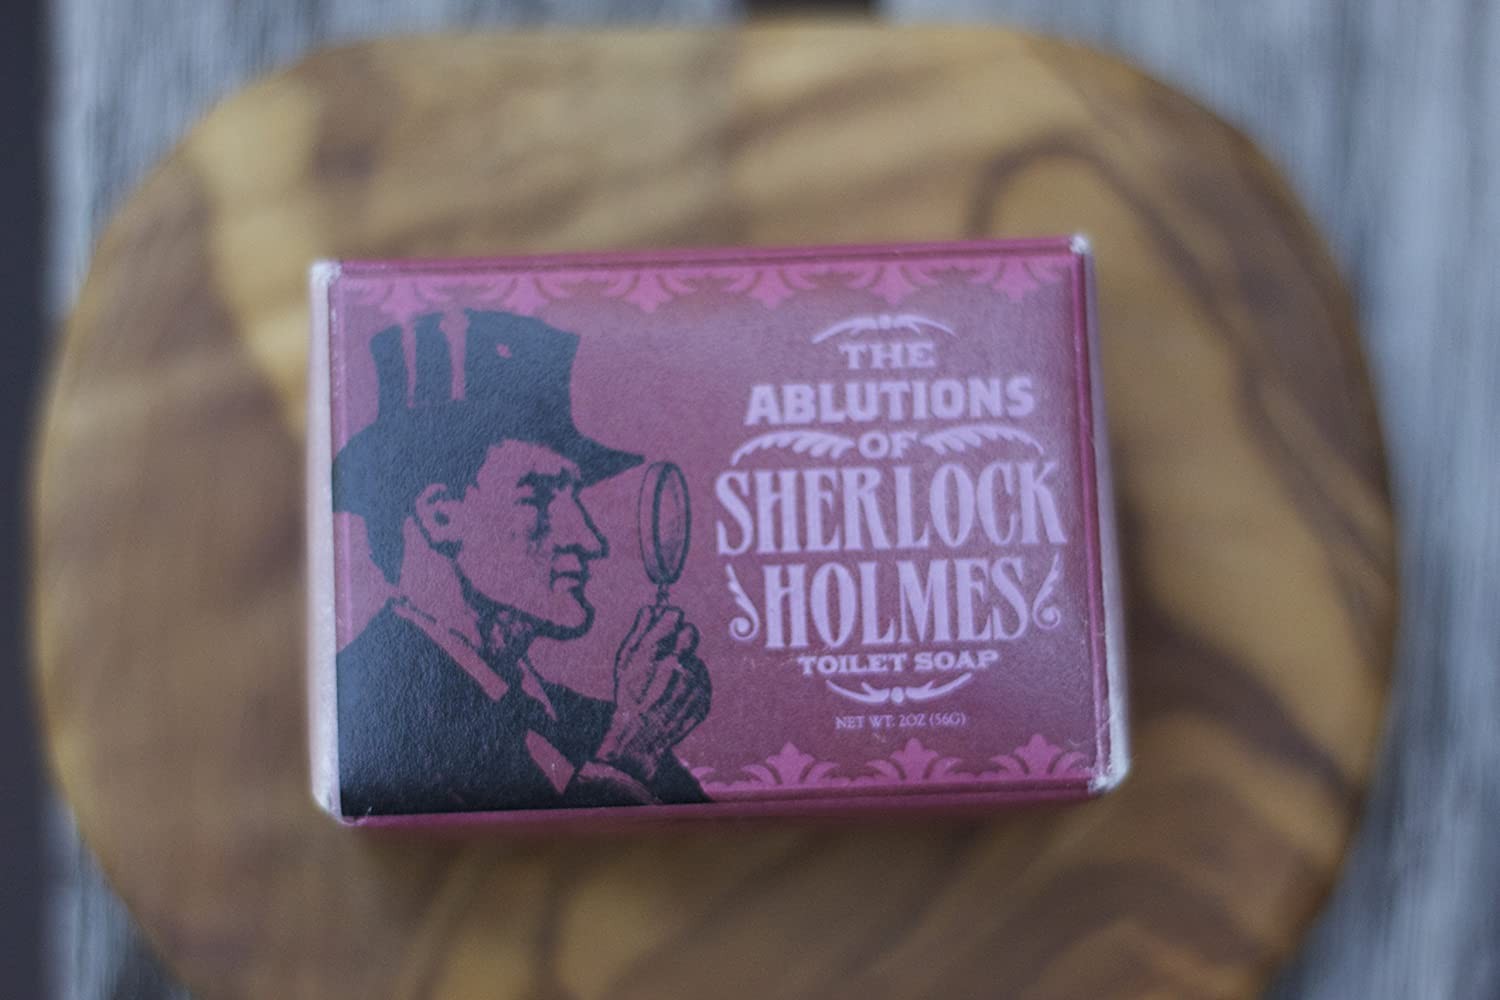 THE
ABLUTIONS
OF
SHERLOCK
HOLMES
TOILET SOAP
NET WT. 2OZ (56G)